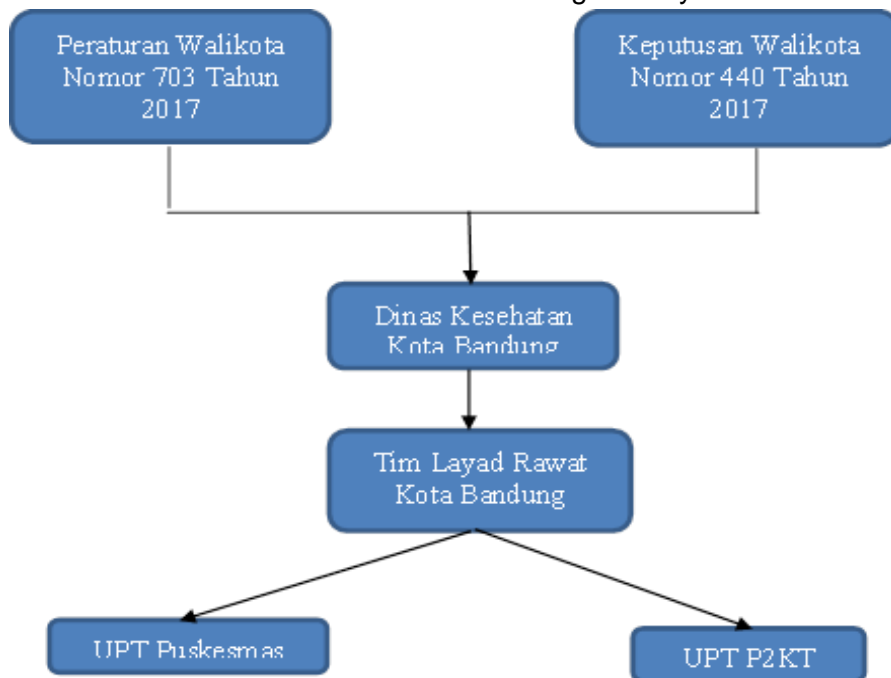 Peraturan Walikota
Nomor 703 Tahun
2017
Keputusan Walikota
Nomor 440 Tahun
2017
Dinas Kesehatan
Kota Bandung
Tim Layad Rawat
Kota Bandung
UPT Puskesmas
UPT P2KT